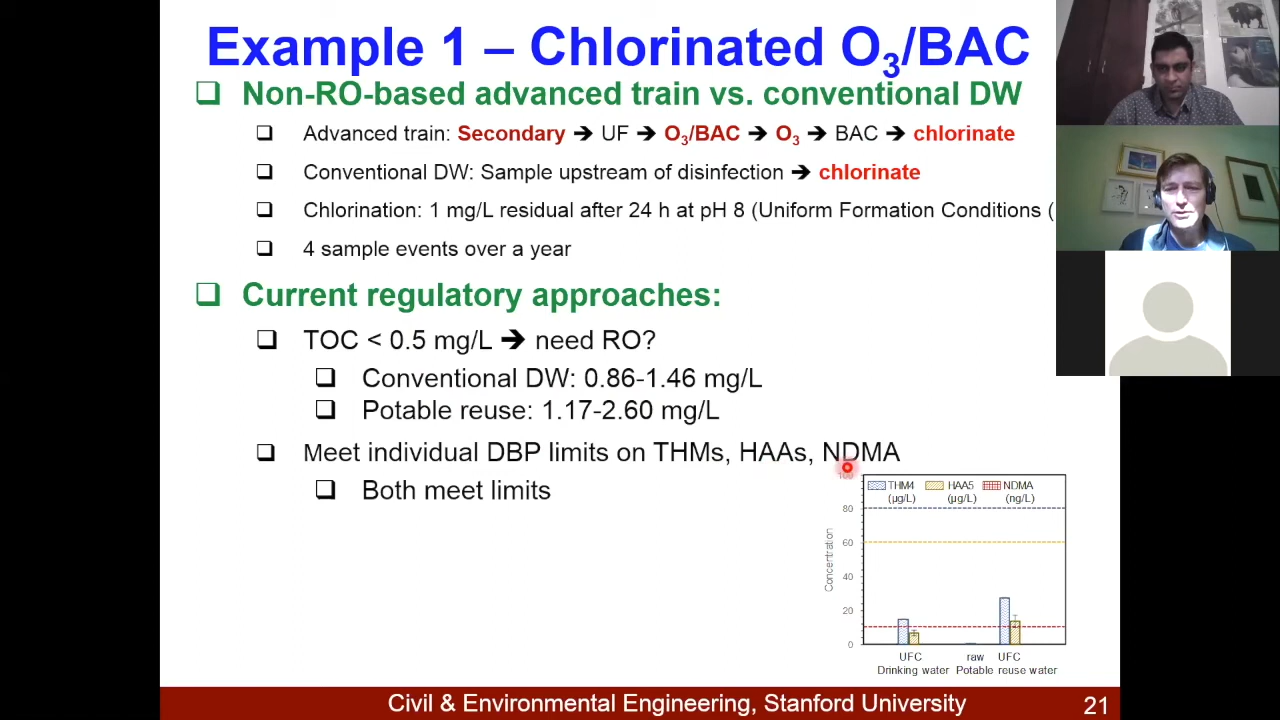 Example 1 – Chlorinated O3/BAC
❑ Non-RO-based advanced train vs. conventional DW
❑ Advanced train: Secondary ➔ UF ➔ O3/BAC ➔ O3 ➔ BAC ➔ chlorinate
❑ Conventional DW: Sample upstream of disinfection ➔ chlorinate
❑ Chlorination: 1 mg/L residual after 24 h at pH 8 (Uniform Formation Conditions (
❑ 4 sample events over a year
❑ Current regulatory approaches:
❑ TOC < 0.5 mg/L ➔ need RO?
❑ Conventional DW: 0.86-1.46 mg/L
❑ Potable reuse: 1.17-2.60 mg/L
❑ Meet individual DBP limits on THMs, HAAs, NDMA
❑ Both meet limits
100
THM4 HAA5 NDMA
(µg/L) (µg/L) (ng/L)
80
60
40
20
0
Concentration
UFC raw UFC
Drinking water Potable reuse water
Civil & Environmental Engineering, Stanford University 21